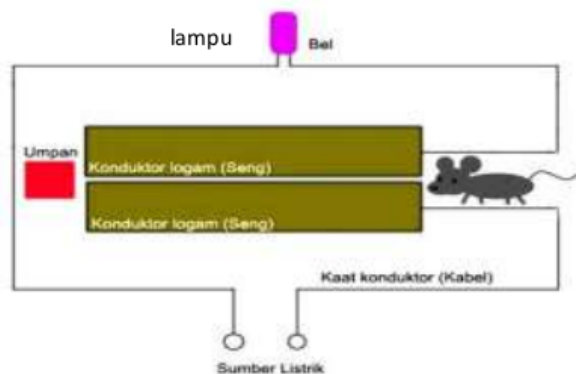 lampu
Bel
Umpan
Konduktor logam (Seng)
Konduktor logam (Seng)
Kaat konduktor (Kabel)
Sumber Listrik